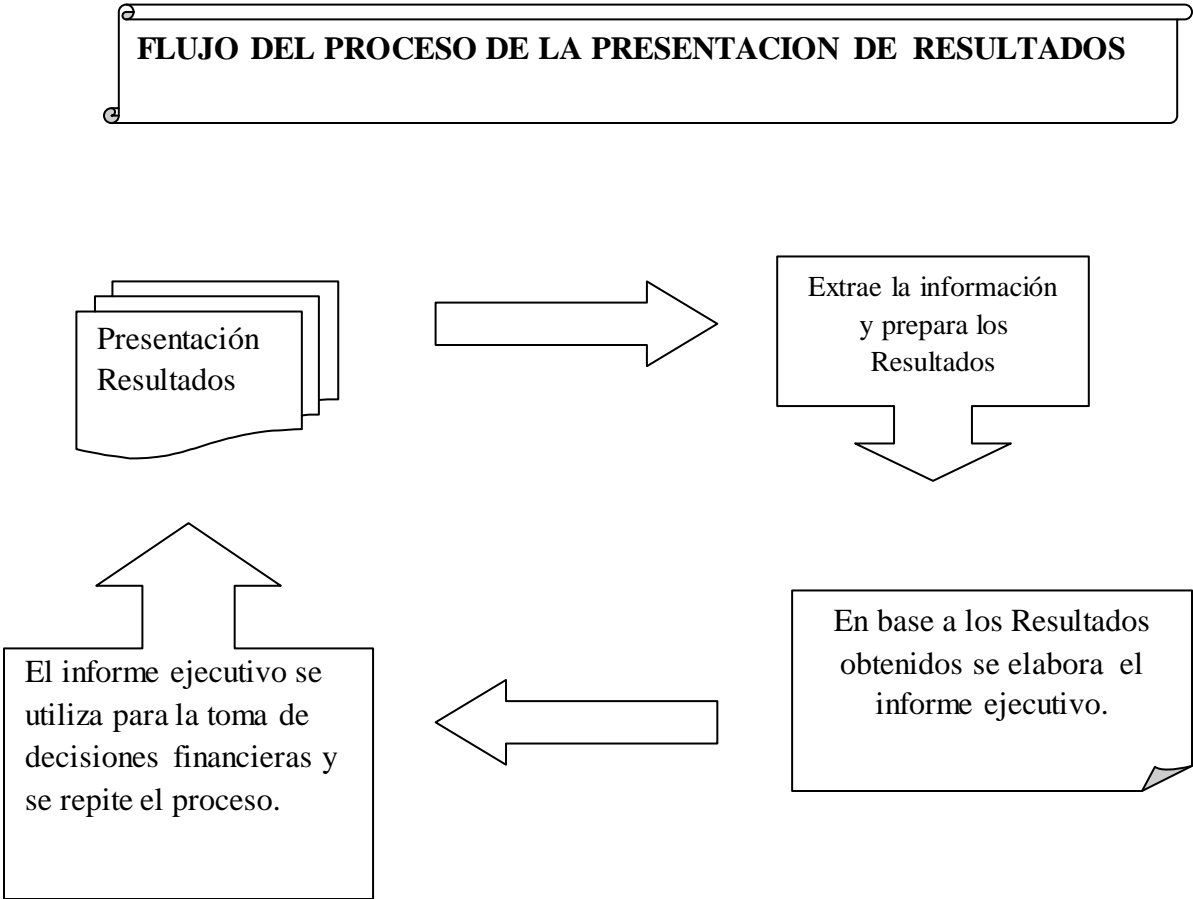 FLUJO DEL PROCESO DE LA PRESENTACION DE RESULTADOS
Presentación
Resultados
Extrae la información
y prepara los
Resultados
En base a los Resultados
obtenidos se elabora el
informe ejecutivo.
El informe ejecutivo se
utiliza para la toma de
decisiones financieras y
se repite el proceso.